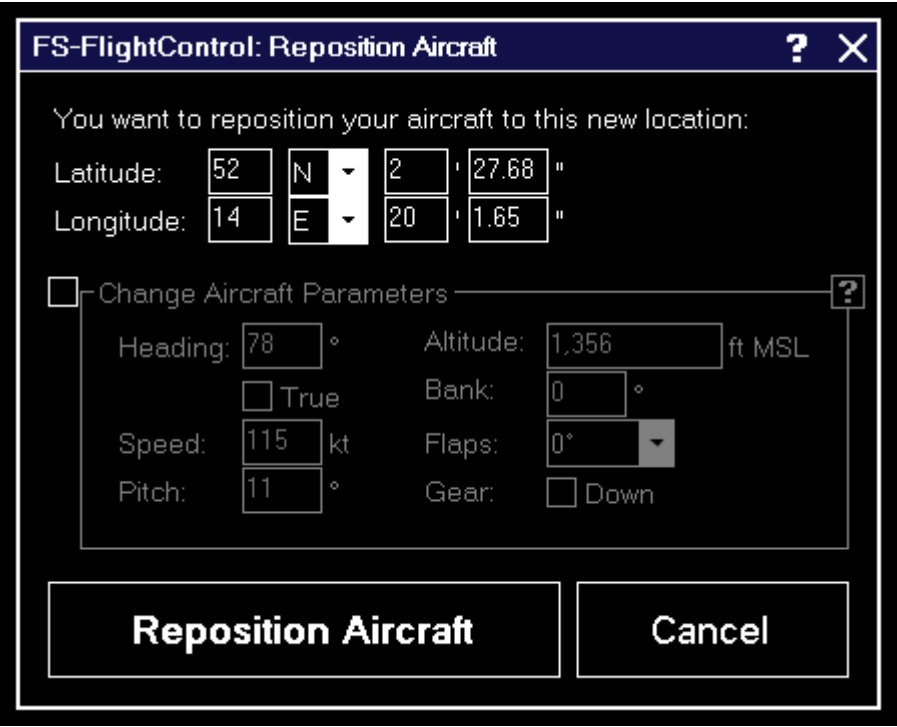 FS-FlightControl: Reposition Aircraft ?
You want to reposition your aircraft to this new location:
Latitude: 52 N 2 ' 27.68 "
Longitude: 14 E 20 ' 1.65 "
Change Aircraft Parameters ?
Heading: 78 ° Altitude: 1,356 ft MSL
True Bank: 0 °
Speed: 115 kt Flaps: 0°
Pitch: 11 ° Gear: Down
Reposition Aircraft Cancel